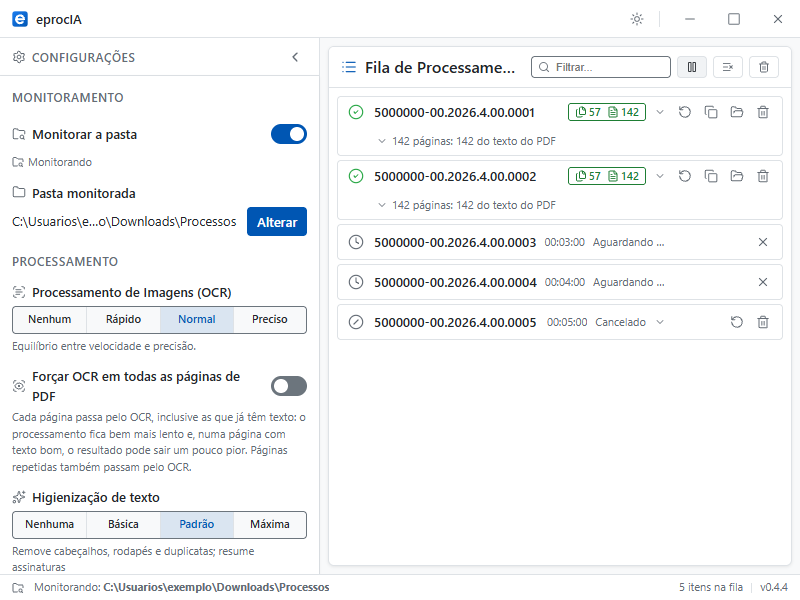 eprocIA
CONFIGURAÇÕES
MONITORAMENTO
Monitorar a pasta
Monitorando
Pasta monitorada
C:\Usuarios\e...o\Downloads\Processos
Alterar
PROCESSAMENTO
Processamento de Imagens (OCR)
Nenhum Rápido Normal Preciso
Equilíbrio entre velocidade e precisão.
Forçar OCR em todas as páginas de
PDF
Cada página passa pelo OCR, inclusive as que já têm texto: o
processamento fica bem mais lento e, numa página com
texto bom, o resultado pode sair um pouco pior. Páginas
repetidas também passam pelo OCR.
Higienização de texto
Nenhuma Básica Padrão Máxima
Remove cabeçalhos, rodapés e duplicatas; resume
assinaturas
Fila de Processame...
Filtrar...
5000000-00.2026.4.00.0001 57 142
142 páginas: 142 do texto do PDF
5000000-00.2026.4.00.0002 57 142
142 páginas: 142 do texto do PDF
5000000-00.2026.4.00.0003 00:03:00 Aguardando ...
5000000-00.2026.4.00.0004 00:04:00 Aguardando ...
5000000-00.2026.4.00.0005 00:05:00 Cancelado
Monitorando: C:\Usuarios\exemplo\Downloads\Processos
5 itens na fila
v0.4.4